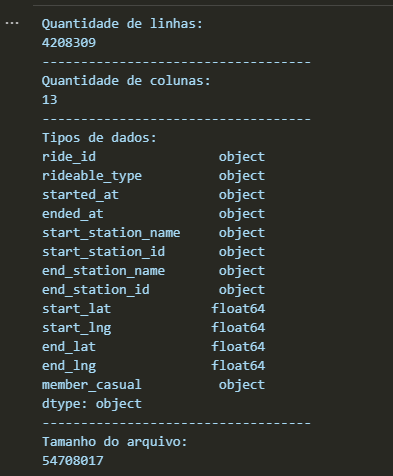 ...
Quantidade de linhas:
4208309
----------------------------------
Quantidade de colunas:
13
----------------------------------
Tipos de dados:
ride_id object
rideable_type object
started_at object
ended_at object
start_station_name object
start_station_id object
end_station_name object
end_station_id object
start_lat float64
start_lng float64
end_lat float64
end_lng float64
member_casual object
dtype: object
----------------------------------
Tamanho do arquivo:
54708017